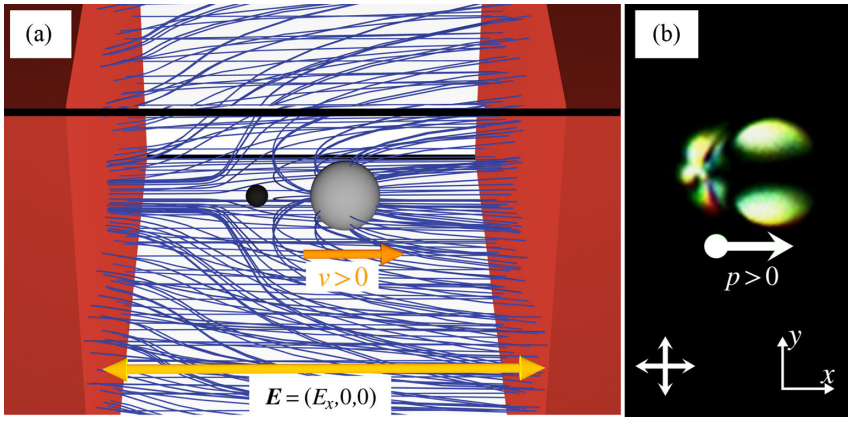 (a)
v > 0
E = (Eₓ,0,0)
(b)
p > 0
y
x